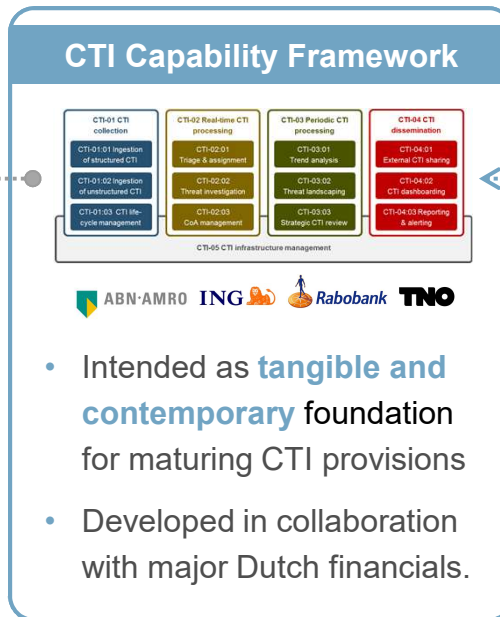 CTI Capability Framework
CTI-01 CTI
collection
CTI-01:01 Ingestion
of structured CTI
CTI-01:02 Ingestion
of unstructured CTI
CTI-01:03 CTI life-
cycle management
CTI-02 Real-time CTI
processing
CTI-02:01
Triage & assignment
CTI-02:02
Threat investigation
CTI-02:03
CoA management
CTI-03 Periodic CTI
processing
CTI-03:01
Trend analysis
CTI-03:02
Threat landscaping
CTI-03:03
Strategic CTI review
CTI-04 CTI
dissemination
CTI-04:01
External CTI sharing
CTI-04:02
CTI dashboarding
CTI-04:03 Reporting
& alerting
CTI-05 CTI infrastructure management
ABN·AMRO ING Rabobank TNO
• Intended as tangible and
contemporary foundation
for maturing CTI provisions
• Developed in collaboration
with major Dutch financials.